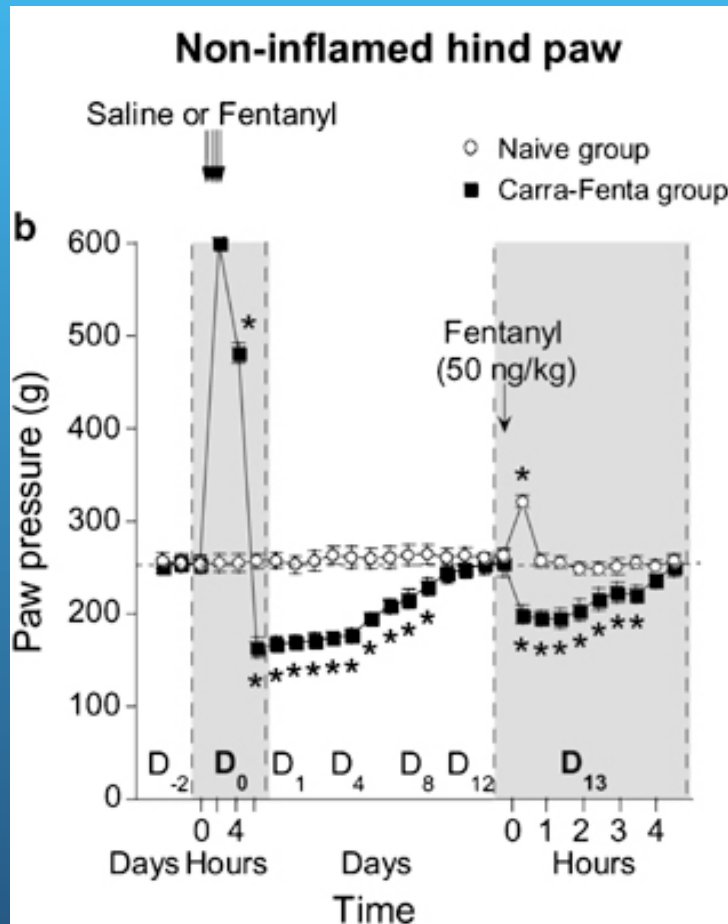 Non-inflamed hind paw
Saline or Fentanyl
Naive group
Carra-Fenta group
b
600
500
400
300
200
100
0
Paw pressure (g)
*
Fentanyl
(50 ng/kg)
*
* * * * * * * * * *
* * * * * * *
D-2 D0 D1 D4 D8 D12 D13
0 4 0 1 2 3 4
Days Hours Days Hours
Time